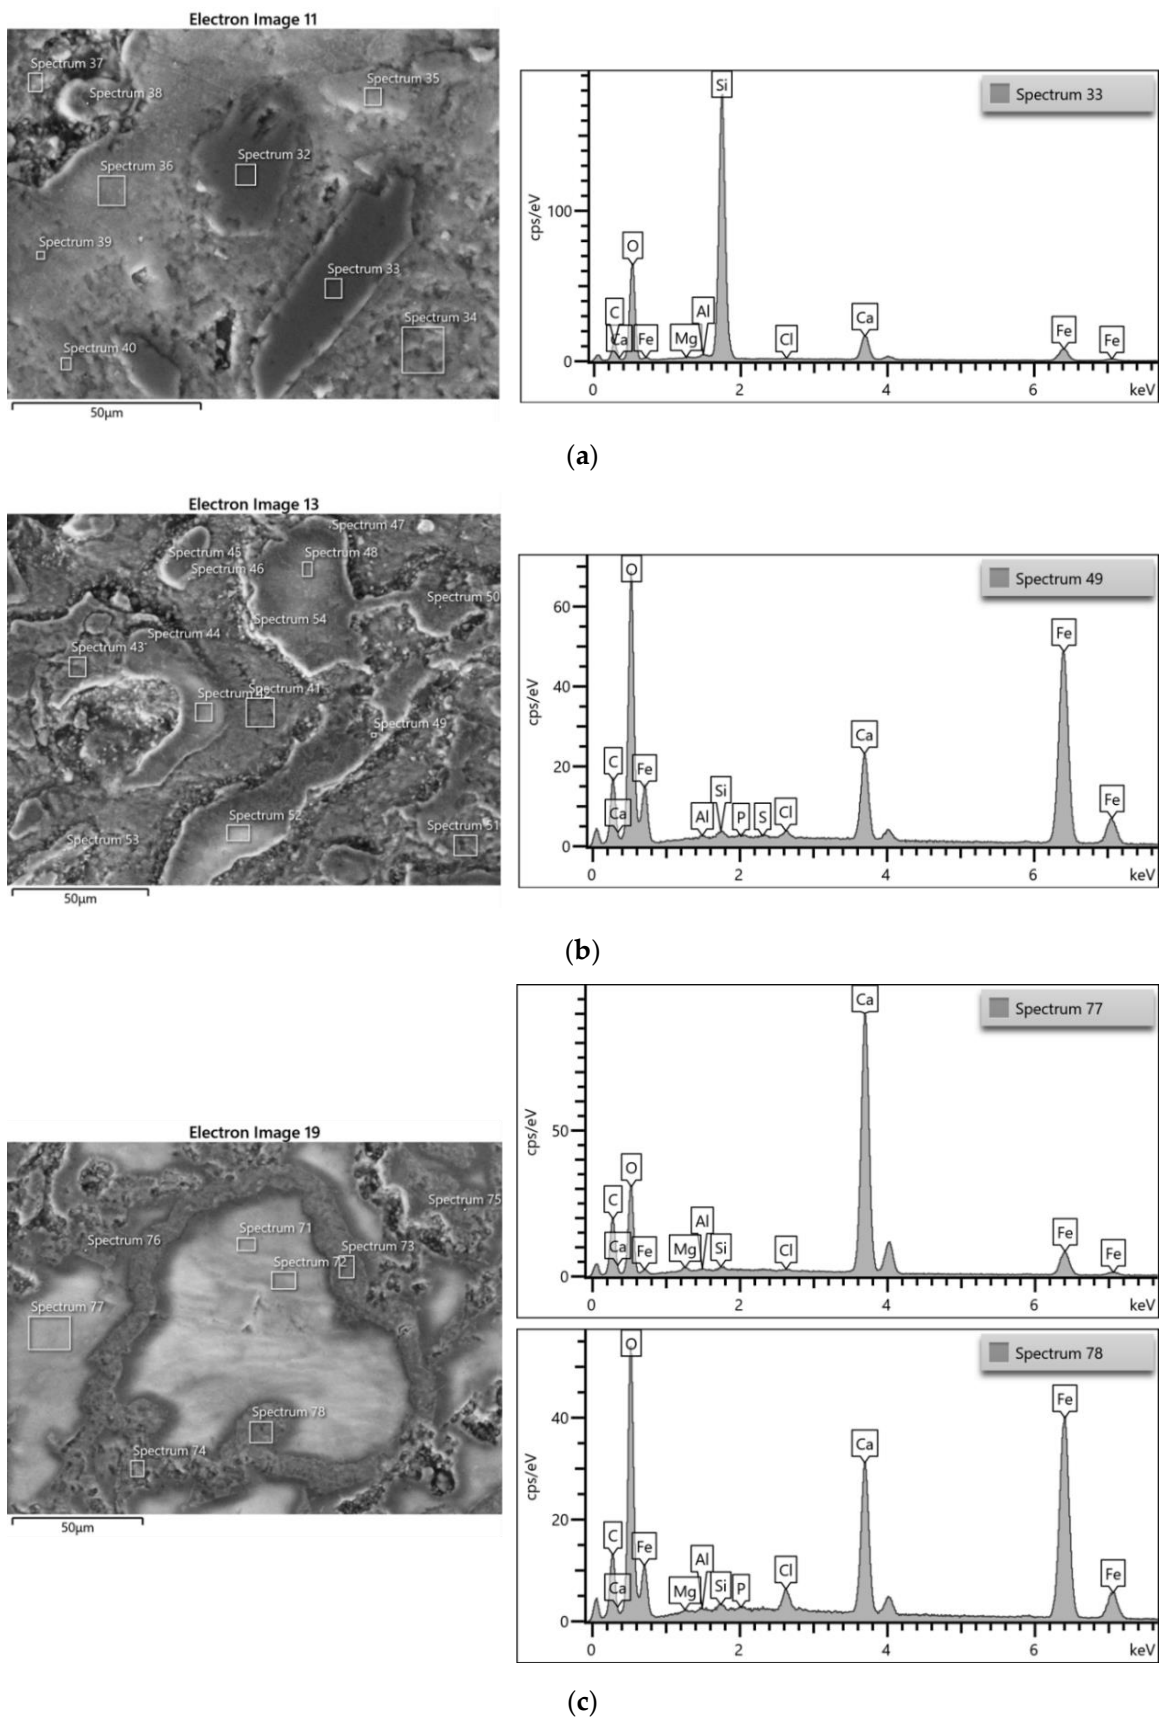 Electron Image 11
Spectrum 37
Spectrum 38
Spectrum 35
Spectrum 36
Spectrum 32
Spectrum 39
Spectrum 33
Spectrum 34
Spectrum 40
50μm
Spectrum 33
cps/eV
100
0
C
Ca
O
Fe
Mg
Al
Si
Cl
Ca
Fe
Fe
0
2
4
6
keV
(a)
Electron Image 13
Spectrum 47
Spectrum 45
Spectrum 48
Spectrum 46
Spectrum 50
Spectrum 54
Spectrum 44
Spectrum 43
Spectrum 42
Spectrum 41
Spectrum 49
Spectrum 52
Spectrum 53
Spectrum 51
50μm
Spectrum 49
cps/eV
60
40
20
0
C
Ca
O
Fe
Al
Si
P
S
Cl
Ca
Fe
Fe
0
2
4
6
keV
(b)
Electron Image 19
Spectrum 75
Spectrum 71
Spectrum 76
Spectrum 73
Spectrum 72
Spectrum 77
Spectrum 78
Spectrum 74
50μm
Spectrum 77
cps/eV
50
0
C
Ca
O
Fe
Mg
Al
Si
Cl
Ca
Fe
Fe
0
2
4
6
keV
Spectrum 78
cps/eV
40
20
0
C
Ca
O
Fe
Mg
Al
Si
P
Cl
Ca
Fe
Fe
0
2
4
6
keV
(c)